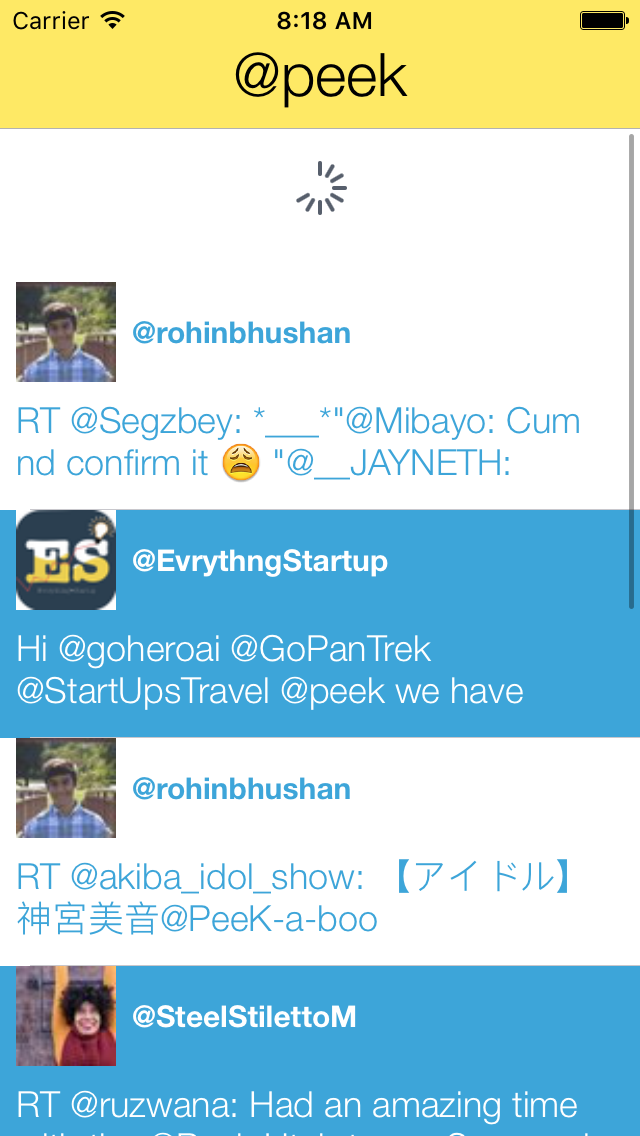 Carrier 8:18 AM
@peek
@rohinbhushan
RT @Segzbey: *___*"@Mibayo: Cum
nd confirm it 😩 "@__JAYNETH:
ES
@EvrythngStartup
Hi @goheroai @GoPanTrek
@StartUpsTravel @peek we have
@rohinbhushan
RT @akiba_idol_show: 【アイドル】
神宮美音@PeeK-a-boo
@SteelStilettoM
RT @ruzwana: Had an amazing time